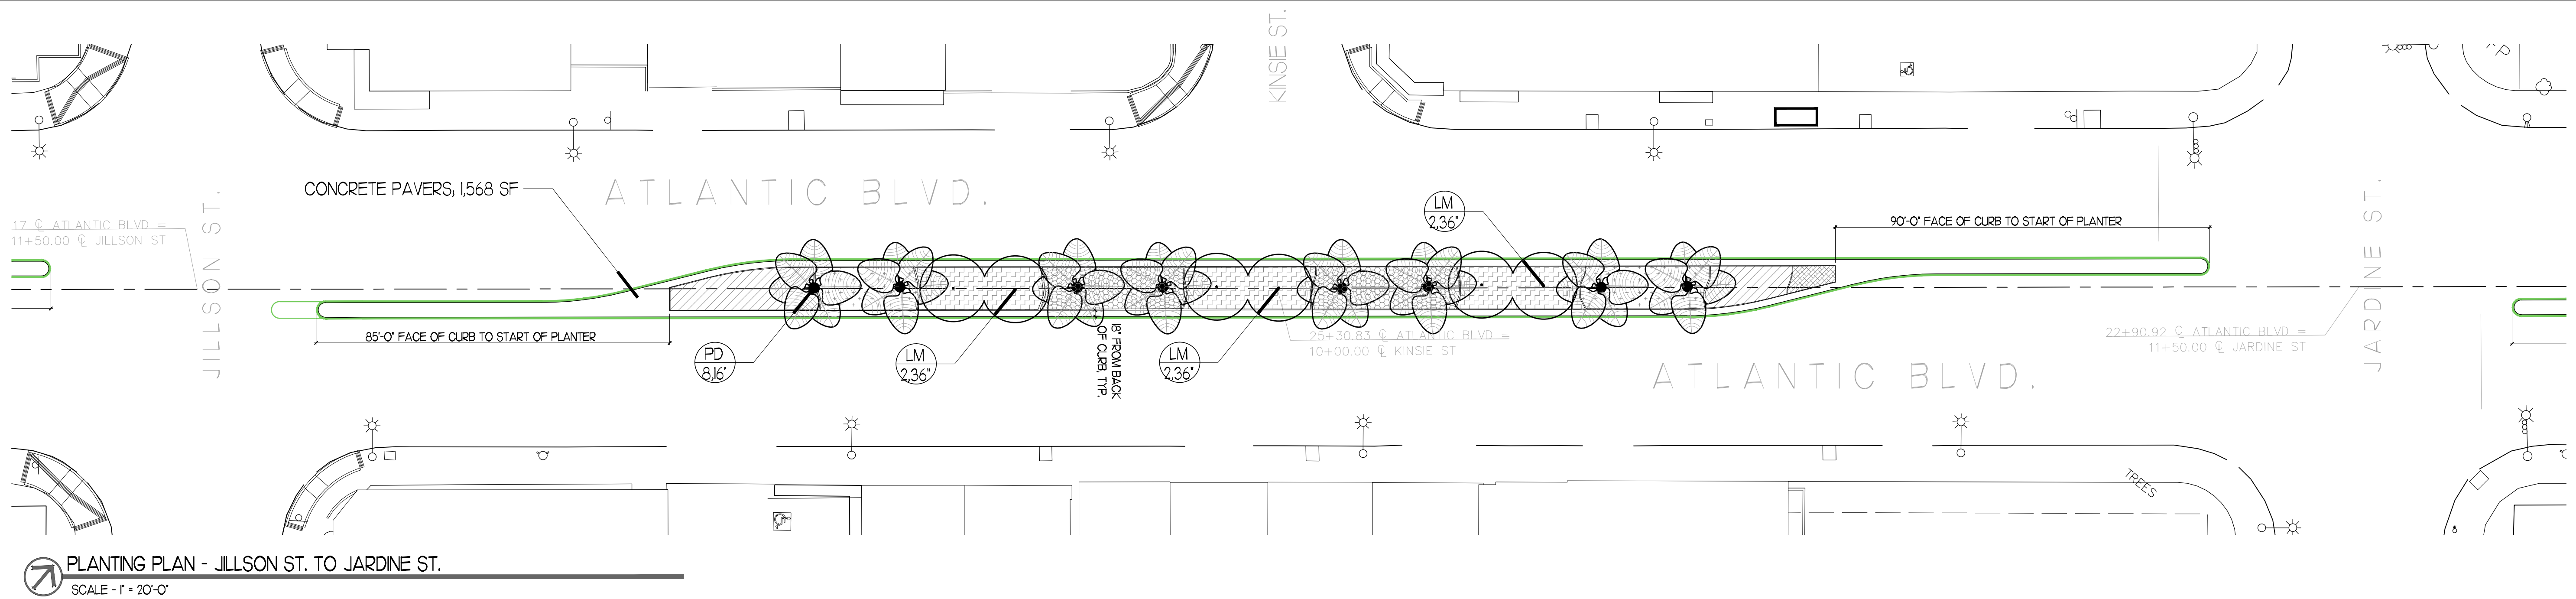 KINSIE ST.
CONCRETE PAVERS; 1,568 SF
ATLANTIC BLVD.
LM
2,36"
90'-0" FACE OF CURB TO START OF PLANTER
17 ℄ ATLANTIC BLVD =
11+50.00 ℄ JILLSON ST
JILLSON ST.
JARDINE ST.
85'-0" FACE OF CURB TO START OF PLANTER
PD
8,16'
LM
2,36"
18" FROM BACK
OF CURB, TYP.
LM
2,36"
25+30.83 ℄ ATLANTIC BLVD =
10+00.00 ℄ KINSIE ST
22+90.92 ℄ ATLANTIC BLVD =
11+50.00 ℄ JARDINE ST
ATLANTIC BLVD.
TREES
PLANTING PLAN - JILLSON ST. TO JARDINE ST.
SCALE - 1" = 20'-0"